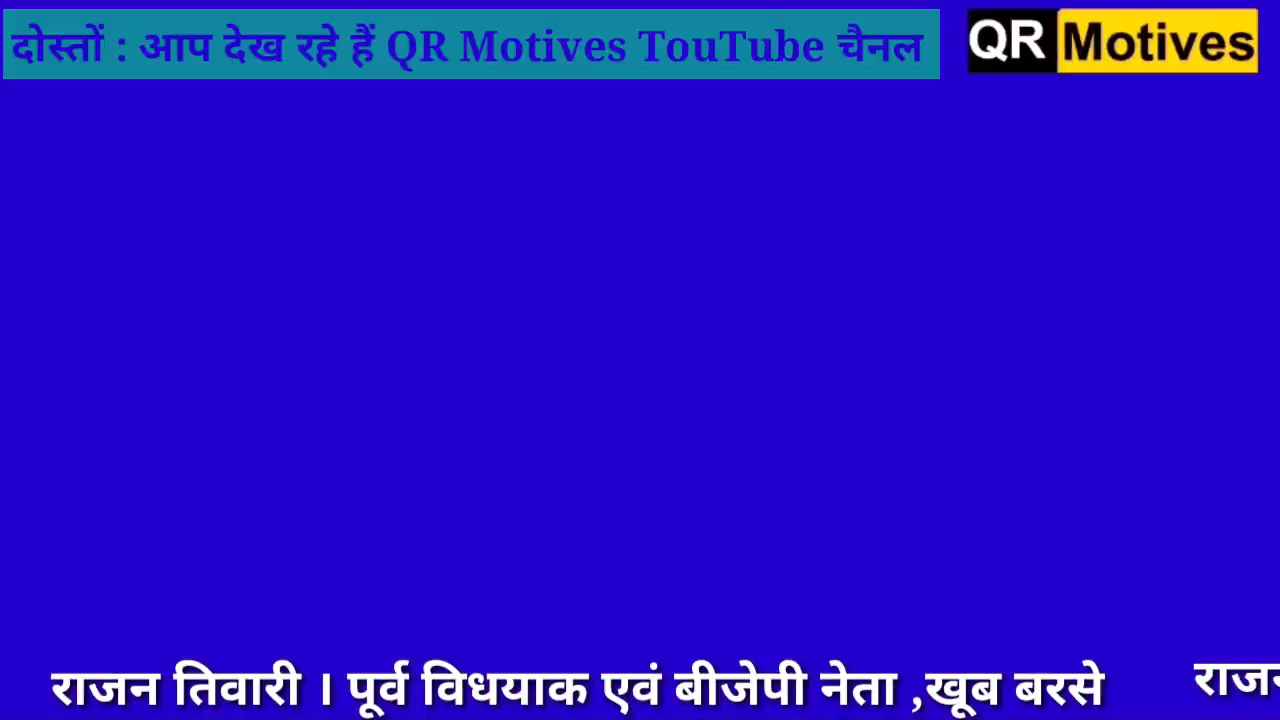 दोस्तों : आप देख रहे हैं QR Motives TouTube चैनल
QR Motives
राजन तिवारी । पूर्व विधयाक एवं बीजेपी नेता ,खूब बरसे